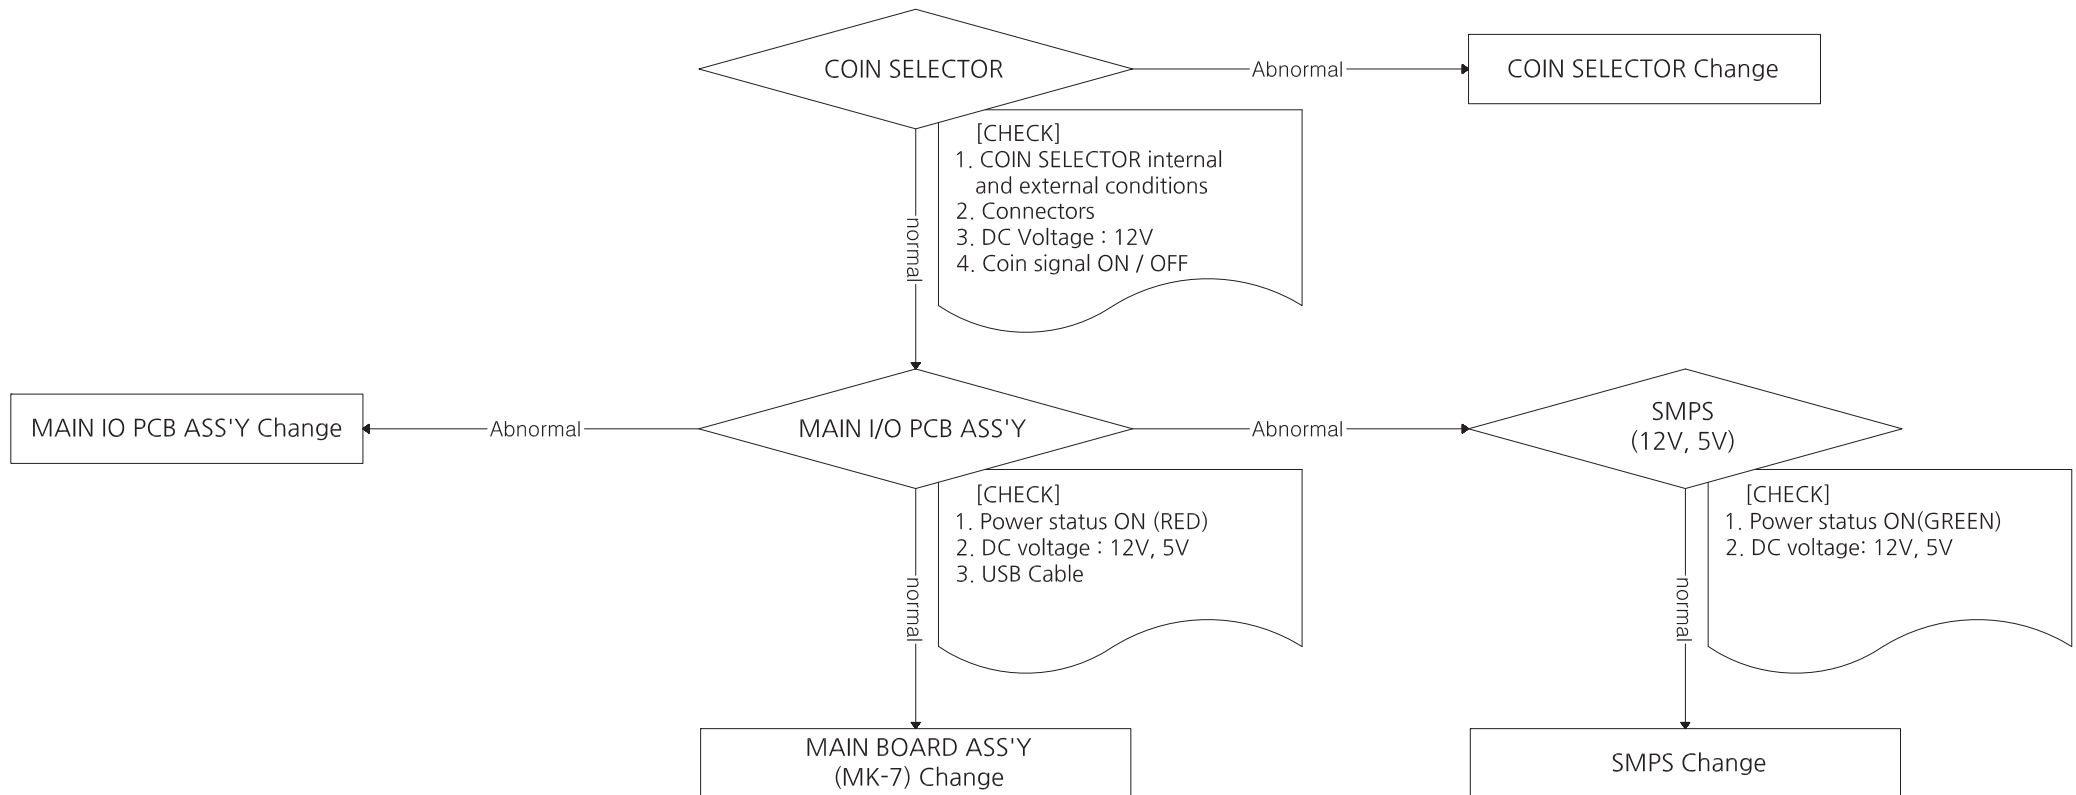 COIN SELECTOR
Abnormal
COIN SELECTOR Change
[CHECK]
1. COIN SELECTOR internal
and external conditions
2. Connectors
3. DC Voltage : 12V
4. Coin signal ON / OFF
normal
MAIN IO PCB ASS'Y Change
Abnormal
MAIN I/O PCB ASS'Y
Abnormal
SMPS
(12V, 5V)
[CHECK]
1. Power status ON (RED)
2. DC voltage : 12V, 5V
3. USB Cable
normal
[CHECK]
1. Power status ON(GREEN)
2. DC voltage: 12V, 5V
normal
MAIN BOARD ASS'Y
(MK-7) Change
SMPS Change